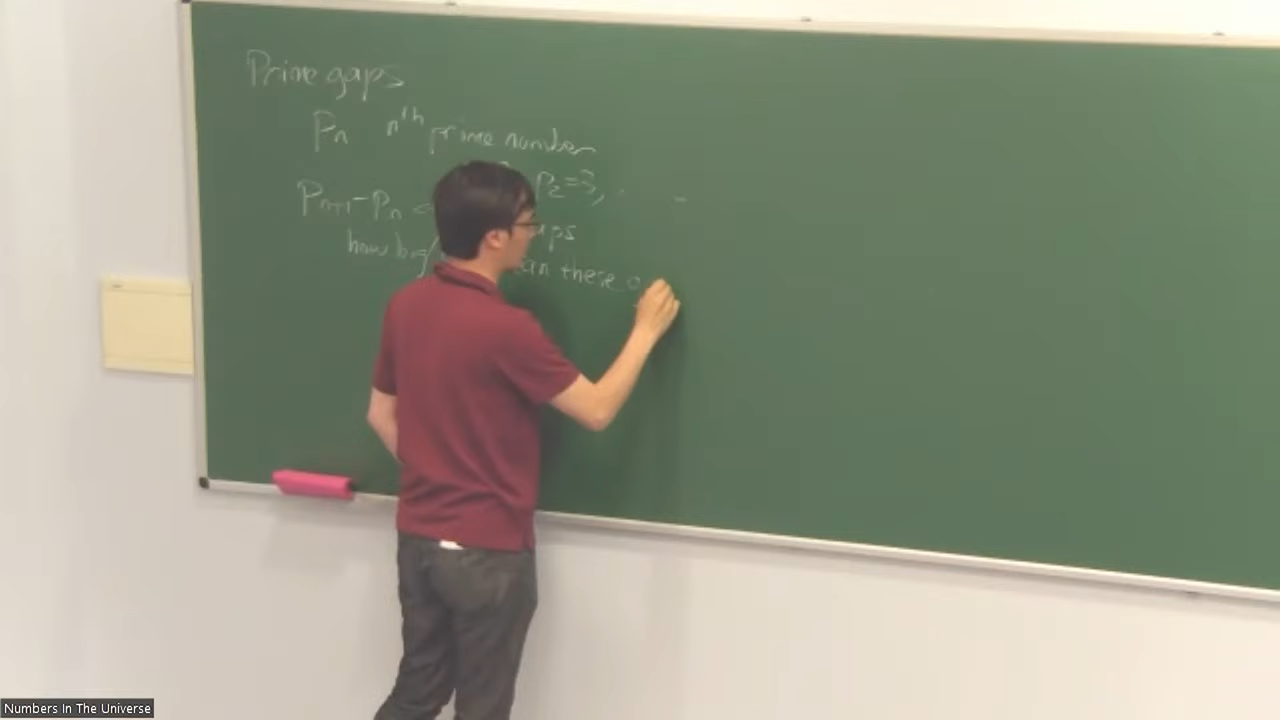 Prime gaps
pₙ nᵗʰ prime number
p₂=3, . -
pₙ₊₁-pₙ
how big can these
Numbers In The Universe